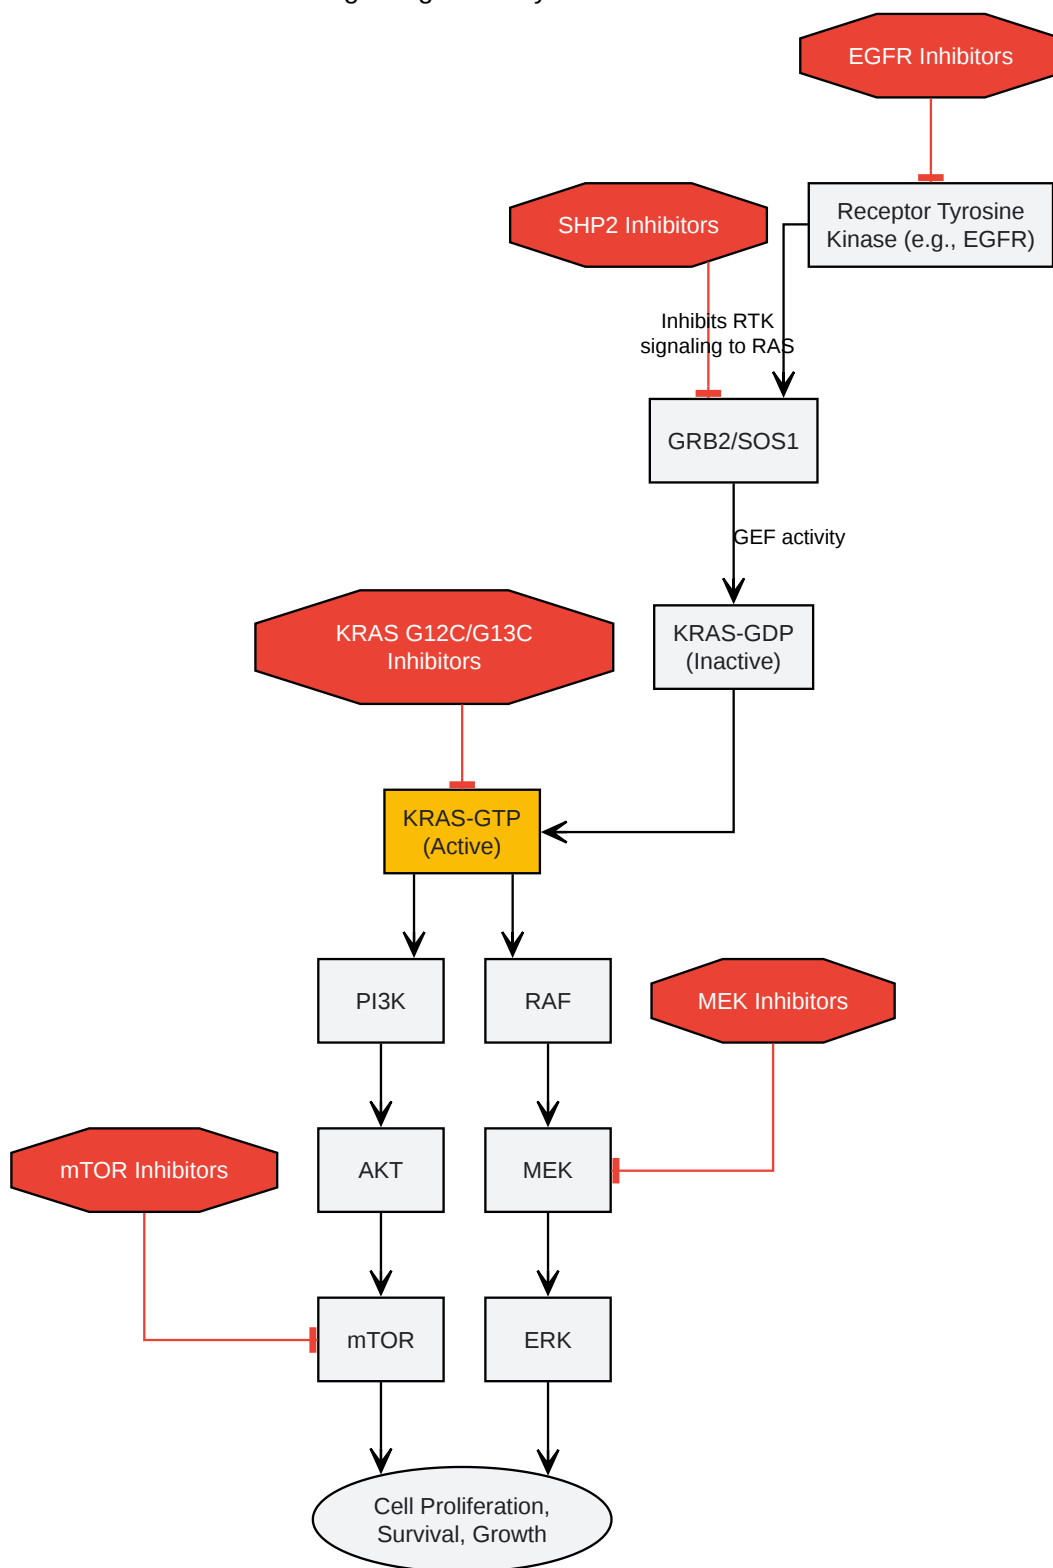 EGFR Inhibitors
Receptor Tyrosine
Kinase (e.g., EGFR)
SHP2 Inhibitors
Inhibits RTK
signaling to RAS
GRB2/SOS1
GEF activity
KRAS G12C/G13C
Inhibitors
KRAS-GDP
(Inactive)
KRAS-GTP
(Active)
PI3K
RAF
MEK Inhibitors
mTOR Inhibitors
AKT
MEK
mTOR
ERK
Cell Proliferation,
Survival, Growth